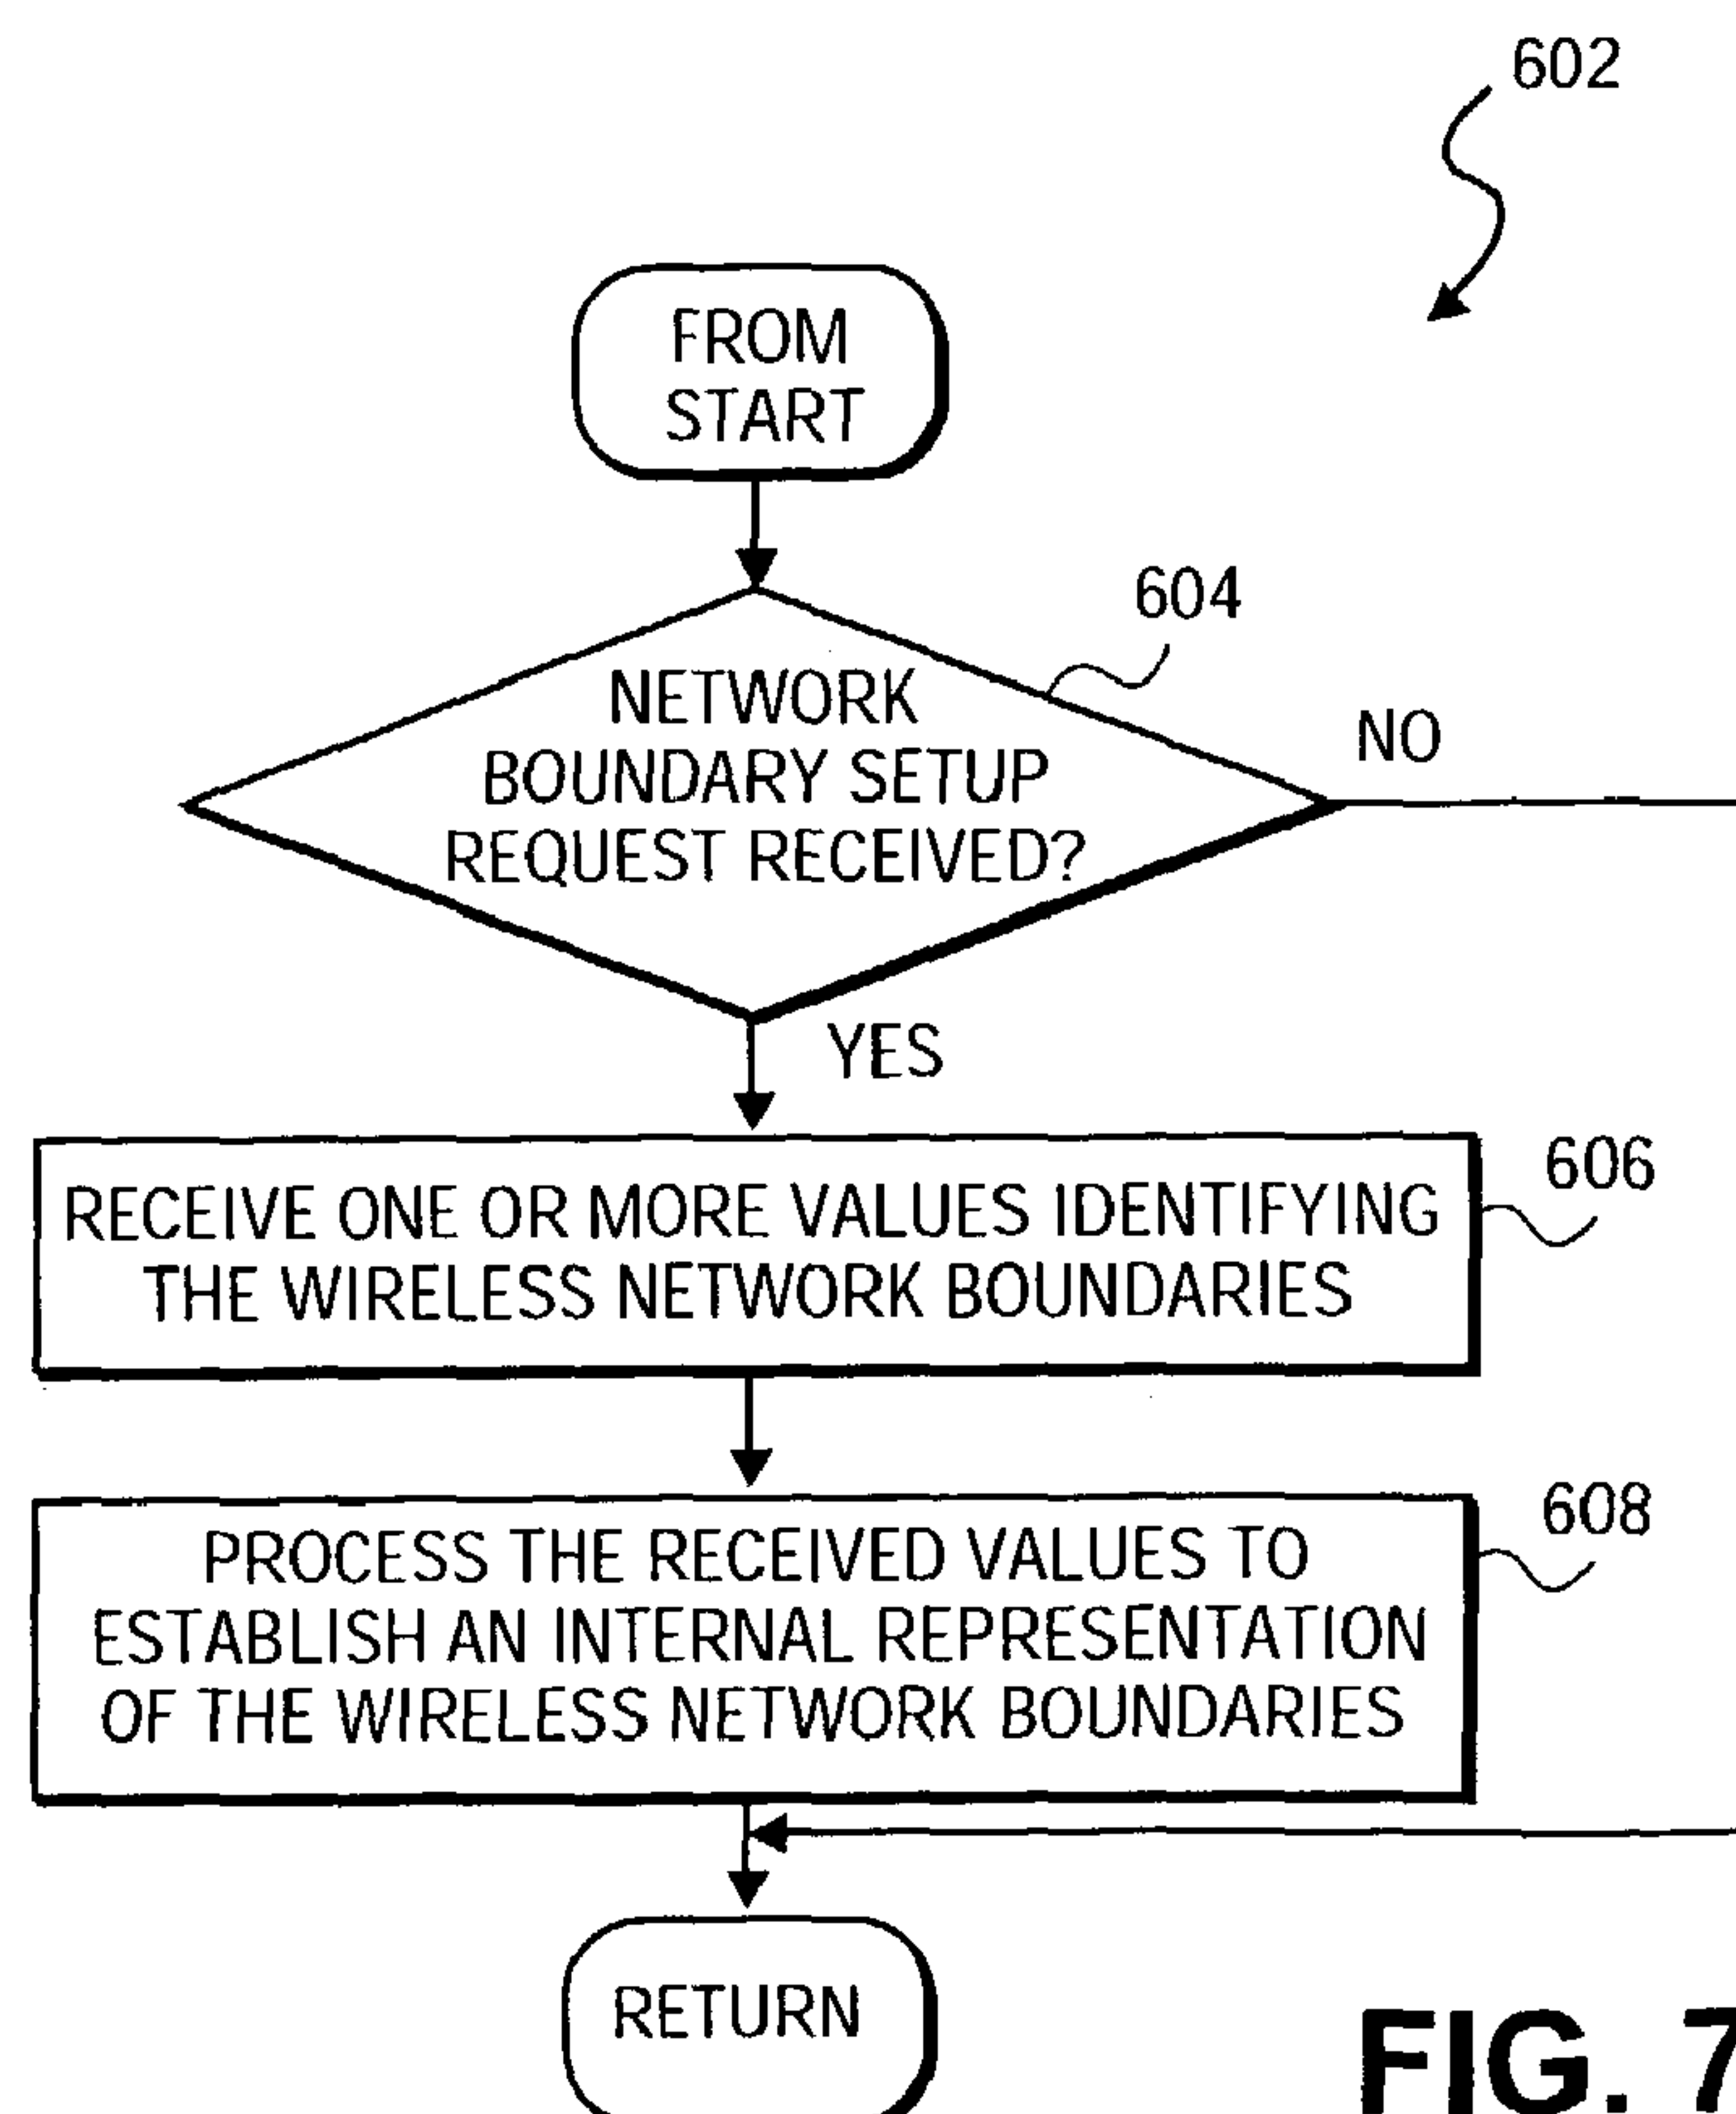 602
FROM
START
604
NETWORK
BOUNDARY SETUP
REQUEST RECEIVED?
NO
YES
606
RECEIVE ONE OR MORE VALUES IDENTIFYING
THE WIRELESS NETWORK BOUNDARIES
608
PROCESS THE RECEIVED VALUES TO
ESTABLISH AN INTERNAL REPRESENTATION
OF THE WIRELESS NETWORK BOUNDARIES
RETURN
FIG. 7